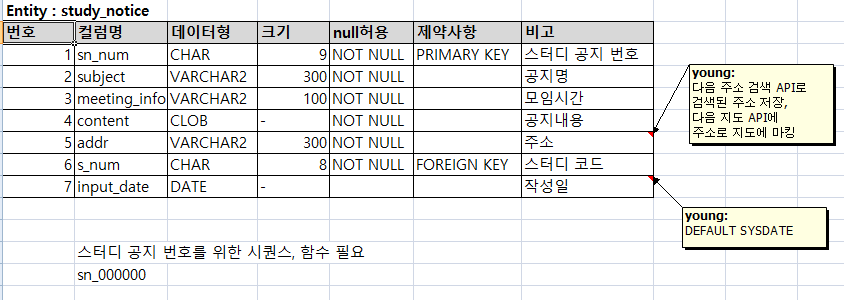 Entity : study_notice
번호 컬럼명 데이터형 크기 null허용 제약사항 비고
1 sn_num CHAR 9 NOT NULL PRIMARY KEY 스터디 공지 번호
2 subject VARCHAR2 300 NOT NULL 공지명
3 meeting_info VARCHAR2 100 NOT NULL 모임시간
4 content CLOB - NOT NULL 공지내용
5 addr VARCHAR2 300 NOT NULL 주소
6 s_num CHAR 8 NOT NULL FOREIGN KEY 스터디 코드
7 input_date DATE - 작성일
young:
다음 주소 검색 API로
검색된 주소 저장,
다음 지도 API에
주소로 지도에 마킹
young:
DEFAULT SYSDATE
스터디 공지 번호를 위한 시퀀스, 함수 필요
sn_000000